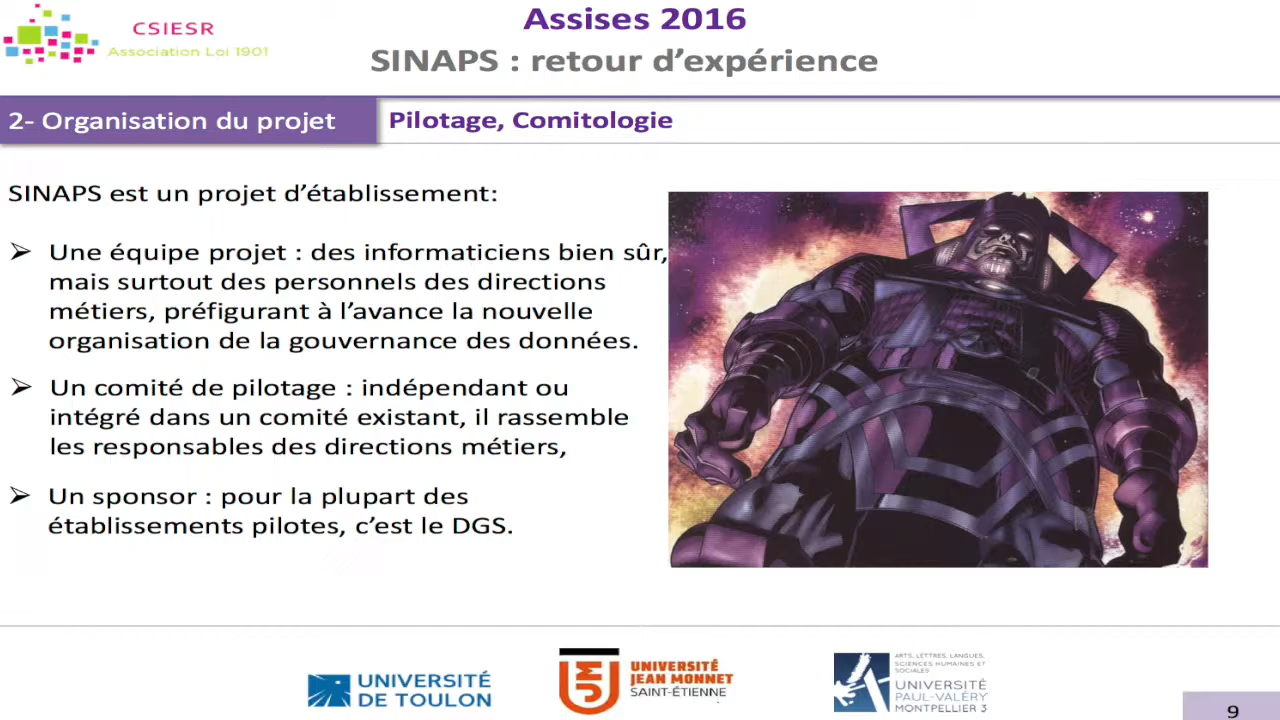 CSIESR
Association Loi 1901
Assises 2016
SINAPS : retour d'expérience
2- Organisation du projet
Pilotage, Comitologie
SINAPS est un projet d'établissement:
➢ Une équipe projet : des informaticiens bien sûr,
mais surtout des personnels des directions
métiers, préfigurant à l'avance la nouvelle
organisation de la gouvernance des données.
➢ Un comité de pilotage : indépendant ou
intégré dans un comité existant, il rassemble
les responsables des directions métiers,
➢ Un sponsor : pour la plupart des
établissements pilotes, c'est le DGS.
UNIVERSITÉ
DE TOULON
UNIVERSITÉ
JEAN MONNET
SAINT-ÉTIENNE
ARTS, LETTRES, LANGUES,
SCIENCES HUMAINES ET
SOCIALES
UNIVERSITÉ
PAUL-VALÉRY
MONTPELLIER 3
9